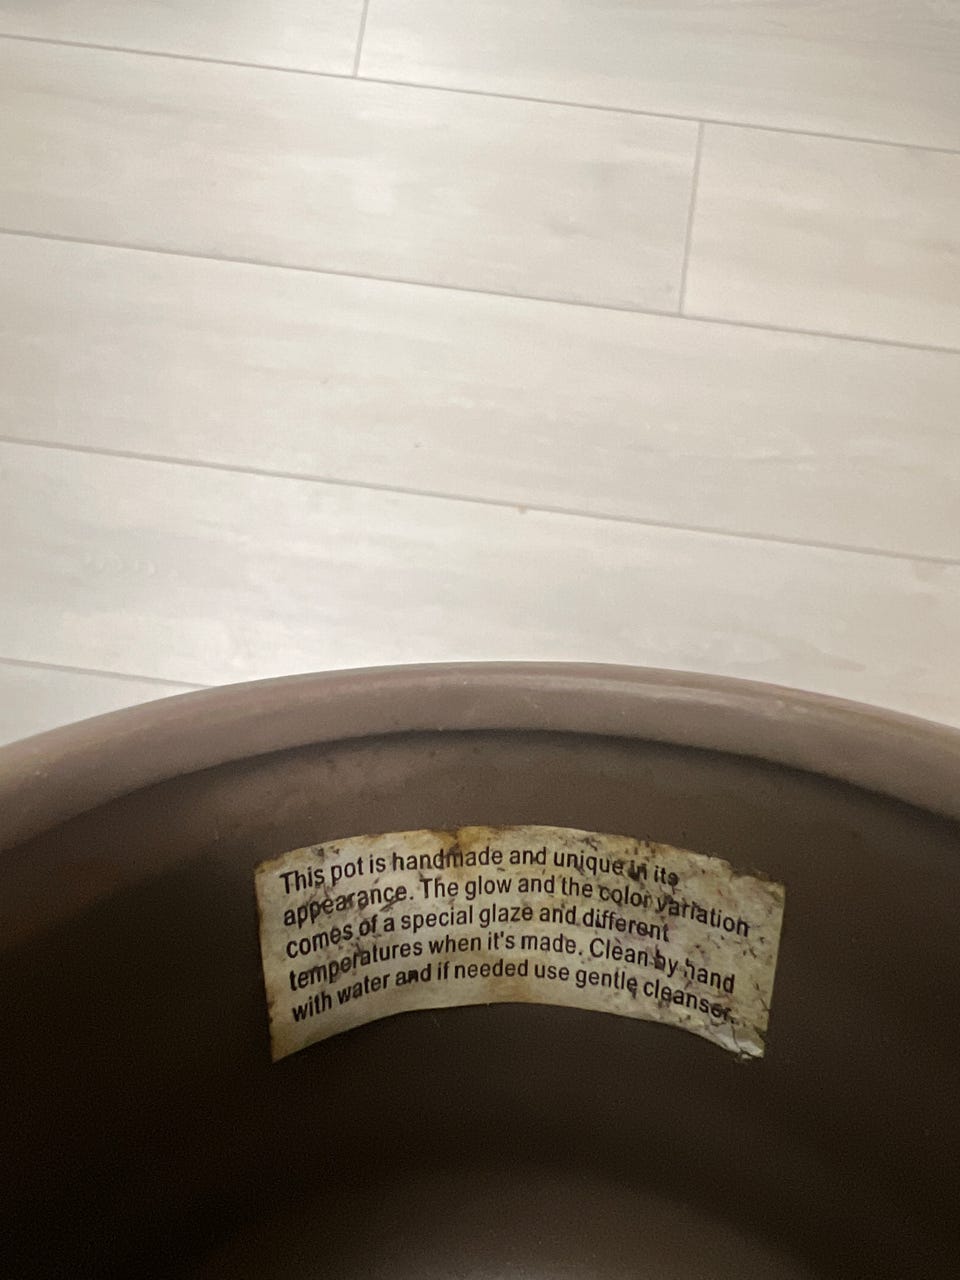 This pot is handmade and unique in its
appearance. The glow and the color variation
comes of a special glaze and different
temperatures when it's made. Clean by hand
with water and if needed use gentle cleanser.